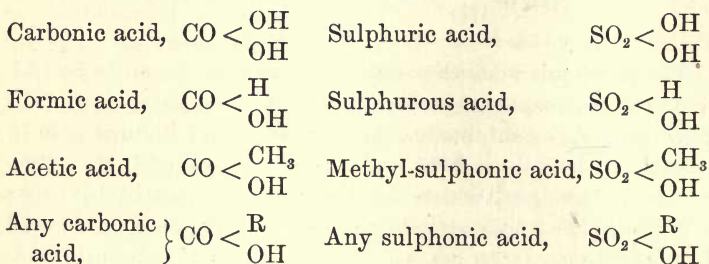 Carbonic acid, CO < OH OH Sulphuric acid, SO₂ < OH OH
Formic acid, CO < H OH Sulphurous acid, SO₂ < H OH
Acetic acid, CO < CH₃ OH Methyl-sulphonic acid, SO₂ < CH₃ OH
Any carbonic acid, } CO < R OH Any sulphonic acid, SO₂ < R OH